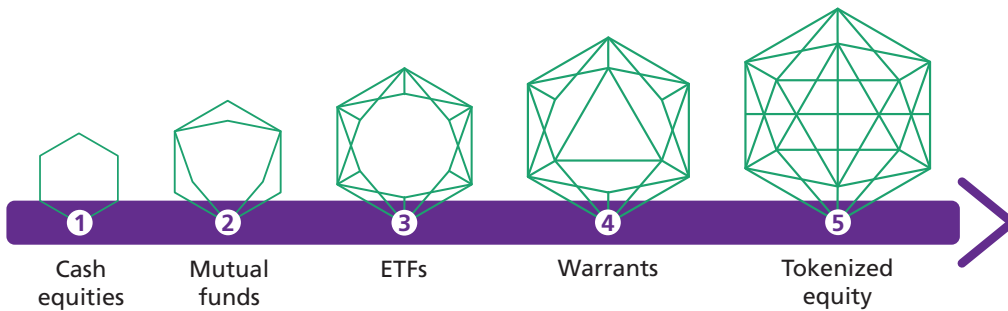 1
2
3
4
5
Cash
equities
Mutual
funds
ETFs
Warrants
Tokenized
equity